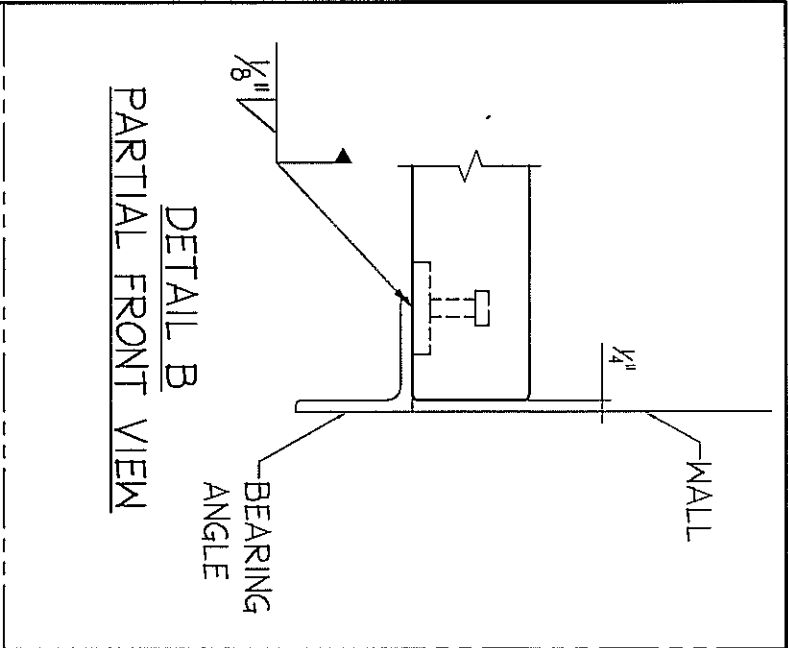 1/8"
1/4"
WALL
BEARING
ANGLE
DETAIL B
PARTIAL FRONT VIEW